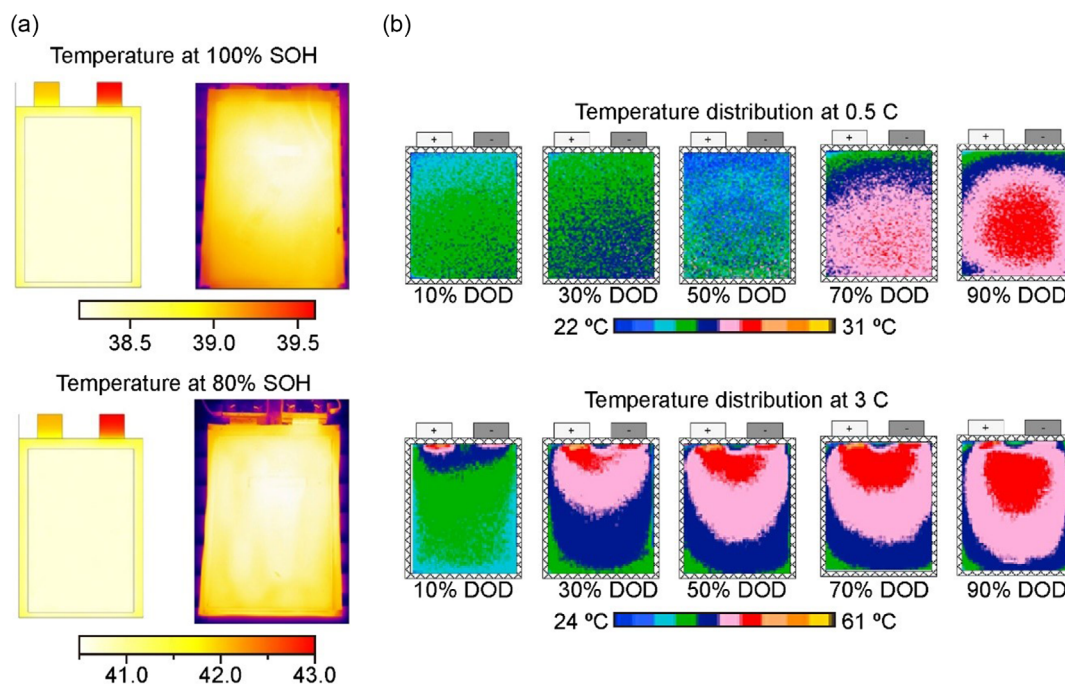 (a)
Temperature at 100% SOH
38.5 39.0 39.5
Temperature at 80% SOH
41.0 42.0 43.0
(b)
Temperature distribution at 0.5 C
+ - + - + - + - + -
10% DOD 30% DOD 50% DOD 70% DOD 90% DOD
22 ºC 31 ºC
Temperature distribution at 3 C
+ - + - + - + - + -
10% DOD 30% DOD 50% DOD 70% DOD 90% DOD
24 ºC 61 ºC